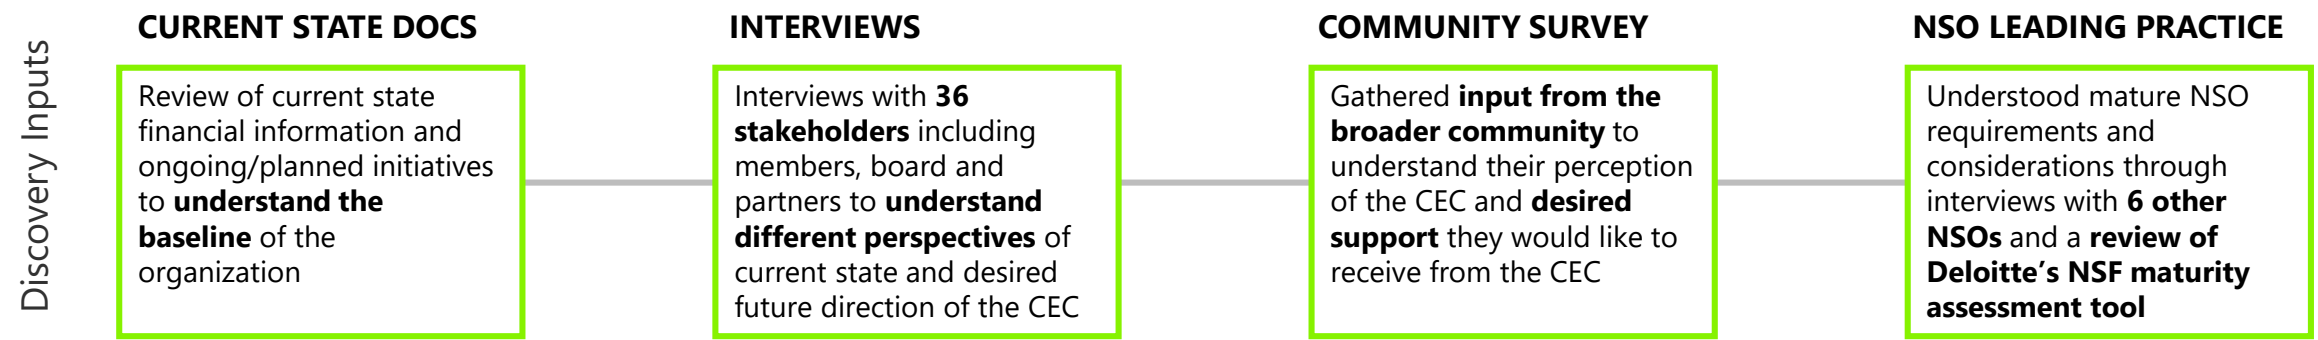 Discovery Inputs
CURRENT STATE DOCS
Review of current state
financial information and
ongoing/planned initiatives
to understand the
baseline of the
organization
INTERVIEWS
Interviews with 36
stakeholders including
members, board and
partners to understand
different perspectives of
current state and desired
future direction of the CEC
COMMUNITY SURVEY
Gathered input from the
broader community to
understand their perception
of the CEC and desired
support they would like to
receive from the CEC
NSO LEADING PRACTICE
Understood mature NSO
requirements and
considerations through
interviews with 6 other
NSOs and a review of
Deloitte’s NSF maturity
assessment tool